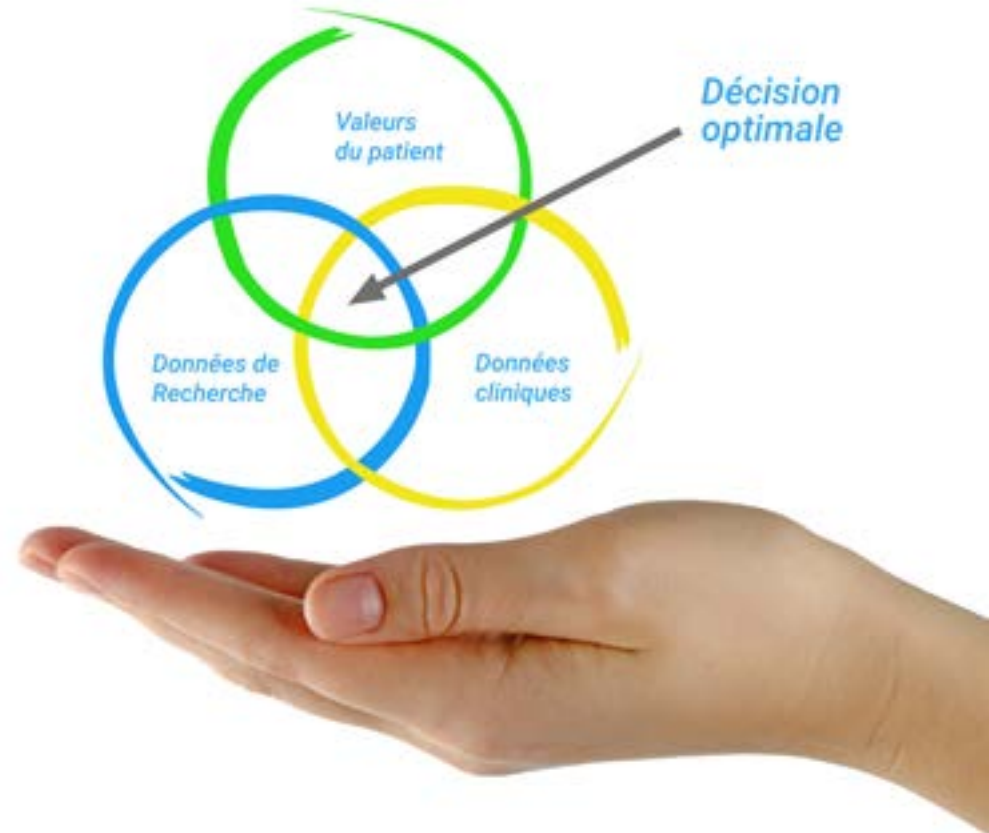 Valeurs
du patient
Décision
optimale
Données de
Recherche
Données
cliniques